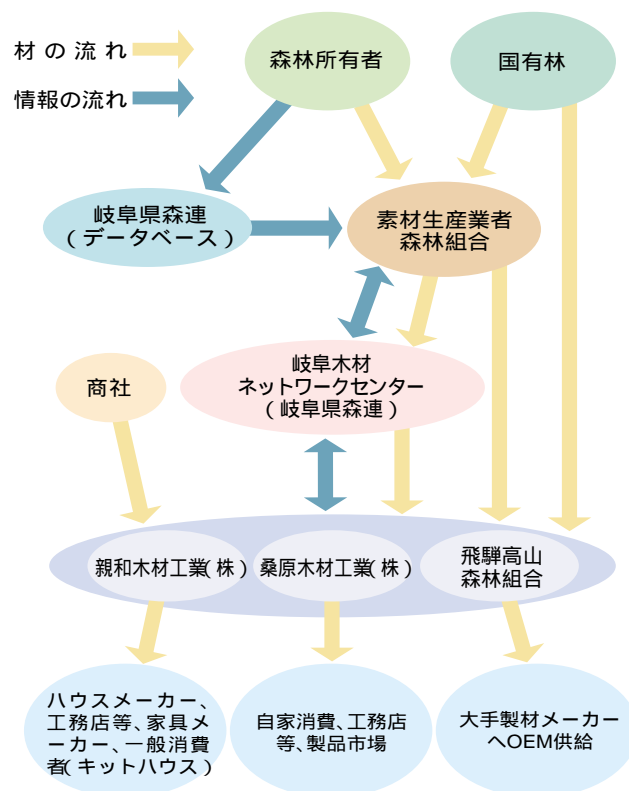 材の流れ
情報の流れ
森林所有者
国有林
岐阜県森連
(データベース)
素材生産業者
森林組合
岐阜木材
ネットワークセンター
(岐阜県森連)
商社
親和木材工業(株)
桑原木材工業(株)
飛騨高山
森林組合
ハウスメーカー、
工務店等、家具メ
ーカー、一般消費
者(キットハウス)
自家消費、工務店
等、製品市場
大手製材メーカー
へOEM供給